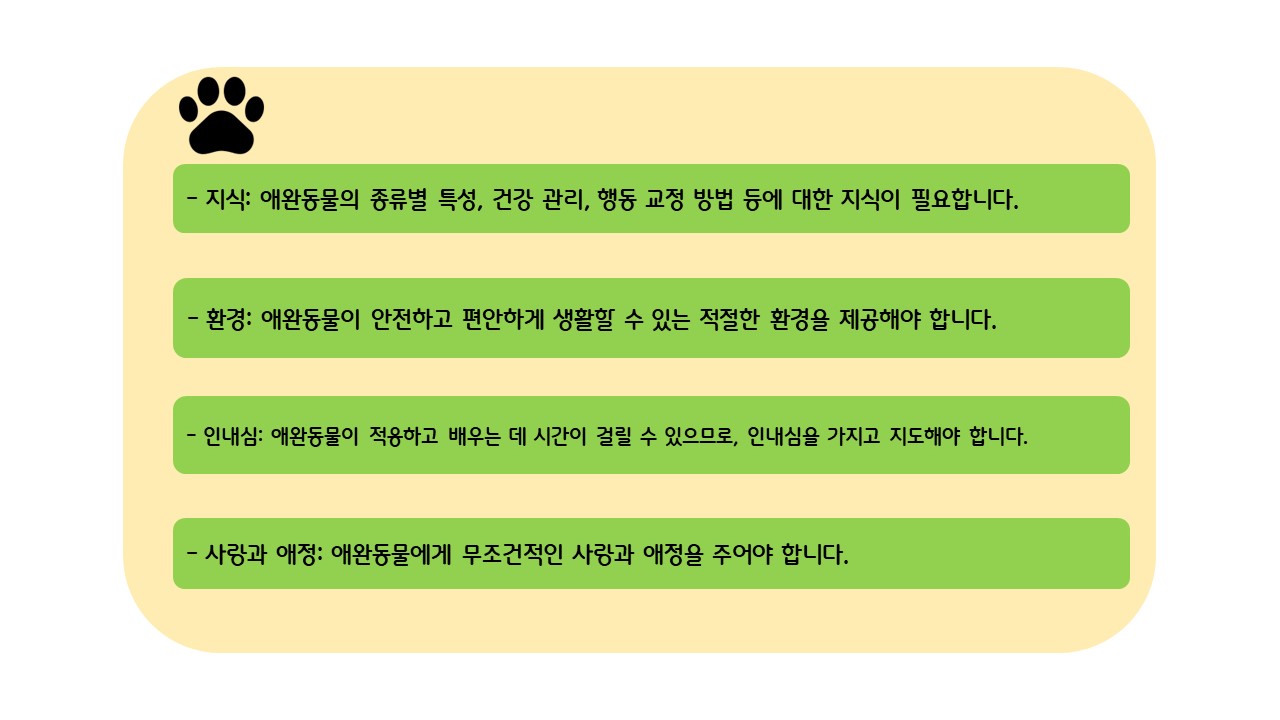 - 지식: 애완동물의 종류별 특성, 건강 관리, 행동 교정 방법 등에 대한 지식이 필요합니다.
- 환경: 애완동물이 안전하고 편안하게 생활할 수 있는 적절한 환경을 제공해야 합니다.
- 인내심: 애완동물이 적용하고 배우는 데 시간이 걸릴 수 있으므로, 인내심을 가지고 지도해야 합니다.
- 사랑과 애정: 애완동물에게 무조건적인 사랑과 애정을 주어야 합니다.